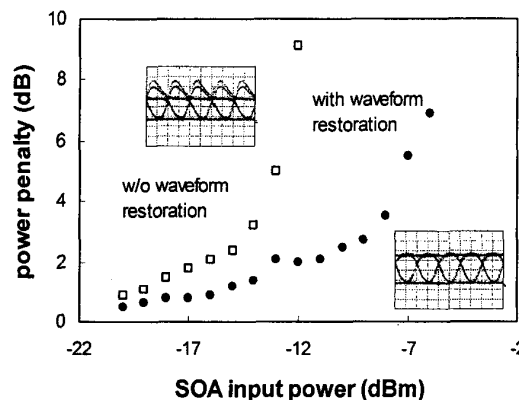 10
8
6
4
2
0
power penalty (dB)
with waveform
restoration
w/o waveform
restoration
-22
-17
-12
-7
-2
SOA input power (dBm)